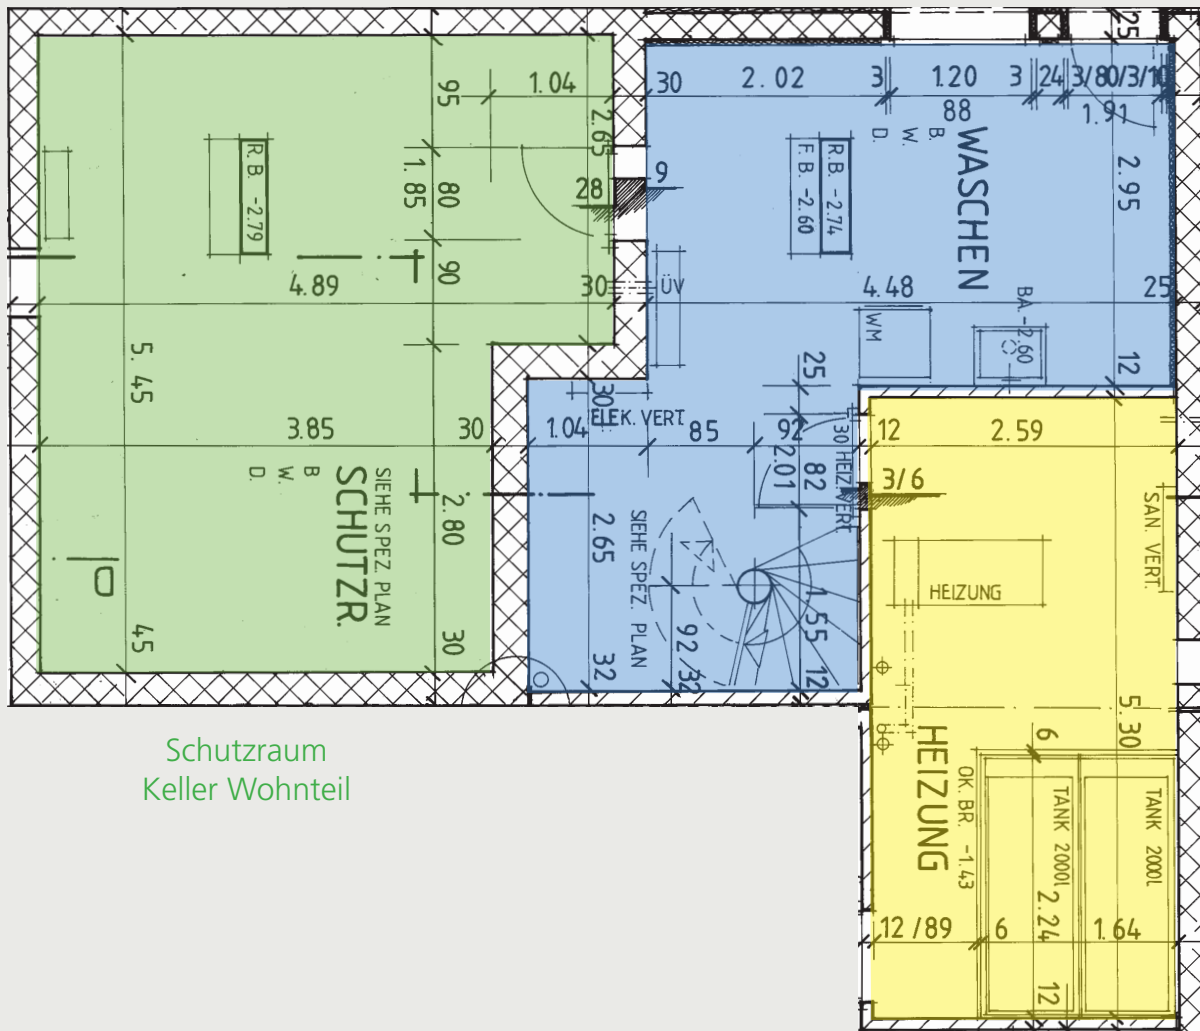 25
95
1.04
30
2.02
3
1.20
3
24
3/80/3/10
88
1.91
2.65
R.B. -2.79
1.85
80
28
9
F.B. -2.60
R.B. -2.74
D.
W.
B.
WASCHEN
2.95
90
4.89
30
ÜV
4.48
25
WM
BA. -2.60
5.45
25
12
30
ELEK. VERT.
3.85
30
1.04
85
92
12
2.59
2.01
82
30 HEIZ.VERT
3/6
D.
W.
B
SCHUTZR.
SIEHE SPEZ. PLAN
2.80
2.65
SIEHE SPEZ. PLAN
SAN. VERT.
HEIZUNG
D
45
30
32
92/32
1.55
12
5.30
6
HEIZUNG
OK. BR. -1.43
TANK 2000l
TANK 2000l
2.24
12/89
6
1.64
12
Schutzraum
Keller Wohnteil